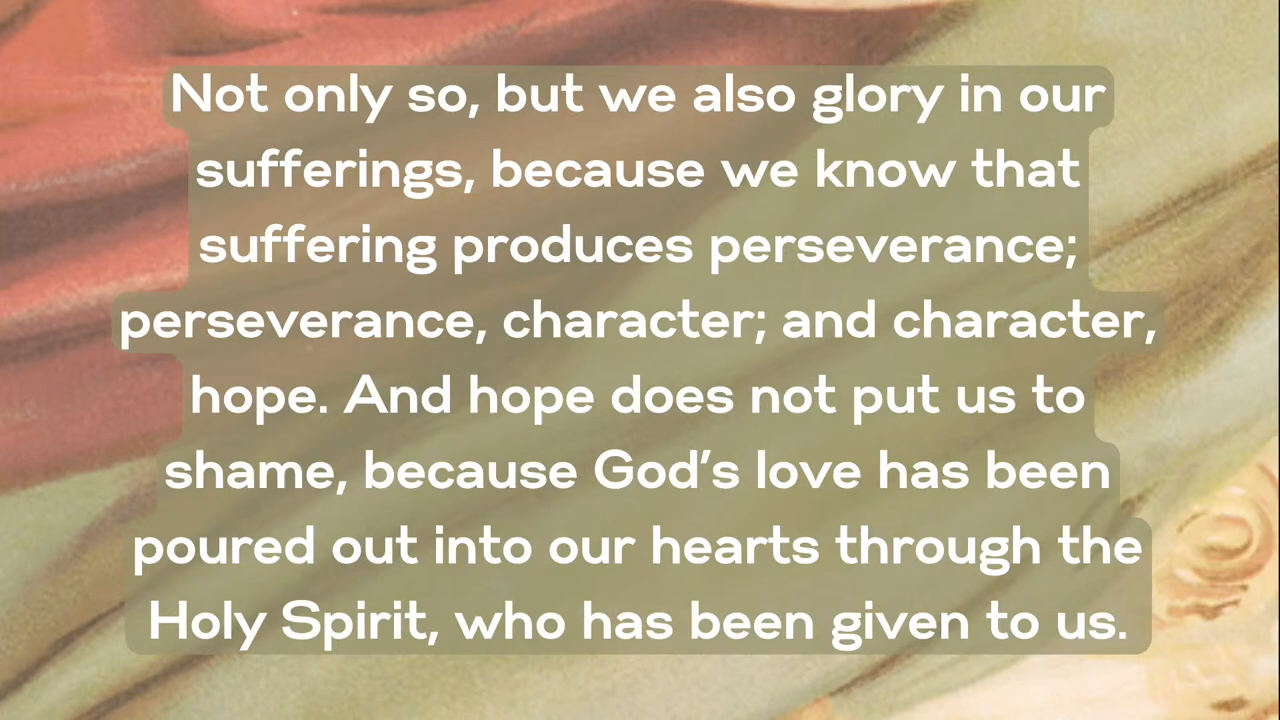 Not only so, but we also glory in our
sufferings, because we know that
suffering produces perseverance;
perseverance, character; and character,
hope. And hope does not put us to
shame, because God’s love has been
poured out into our hearts through the
Holy Spirit, who has been given to us.